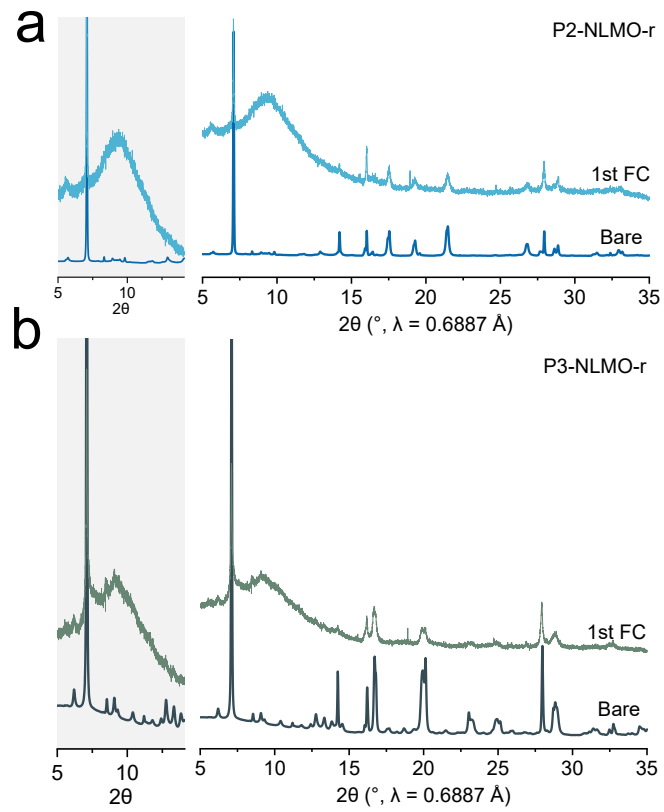 a
P2-NLMO-r
1st FC
Bare
5 10
2θ
5 10 15 20 25 30 35
2θ (°, λ = 0.6887 Å)
b
P3-NLMO-r
1st FC
Bare
5 10
2θ
5 10 15 20 25 30 35
2θ (°, λ = 0.6887 Å)